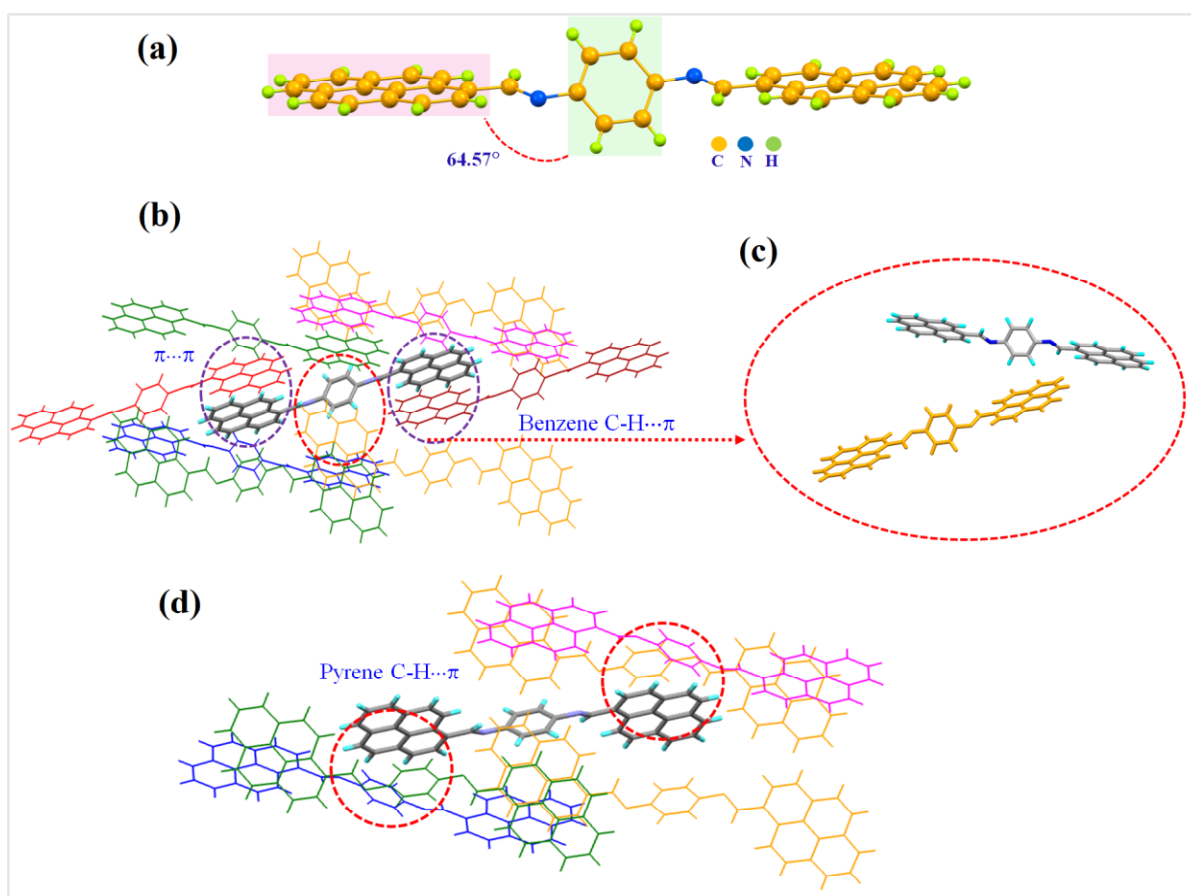 (a)
64.57°
C N H
(b)
(c)
π···π
Benzene C-H···π
(d)
Pyrene C-H···π